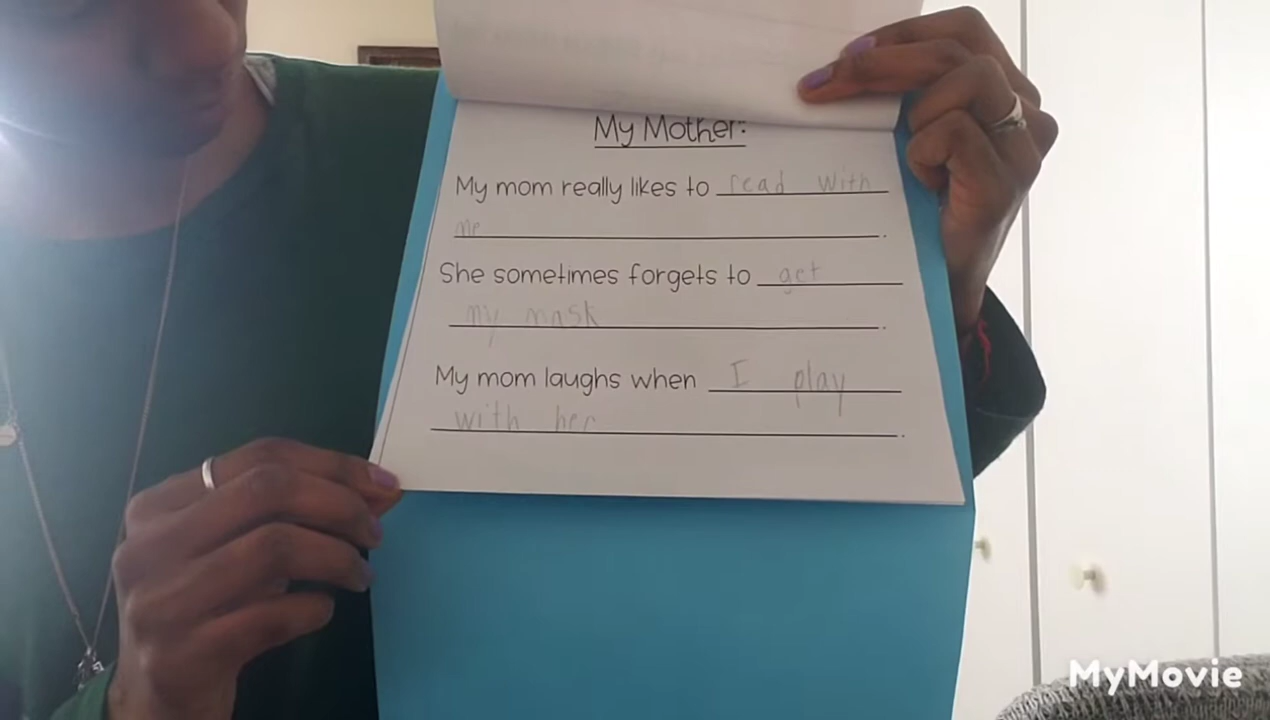 My Mother:
My mom really likes to read with
me.
She sometimes forgets to get
my mask.
My mom laughs when I play
with her.
MyMovie